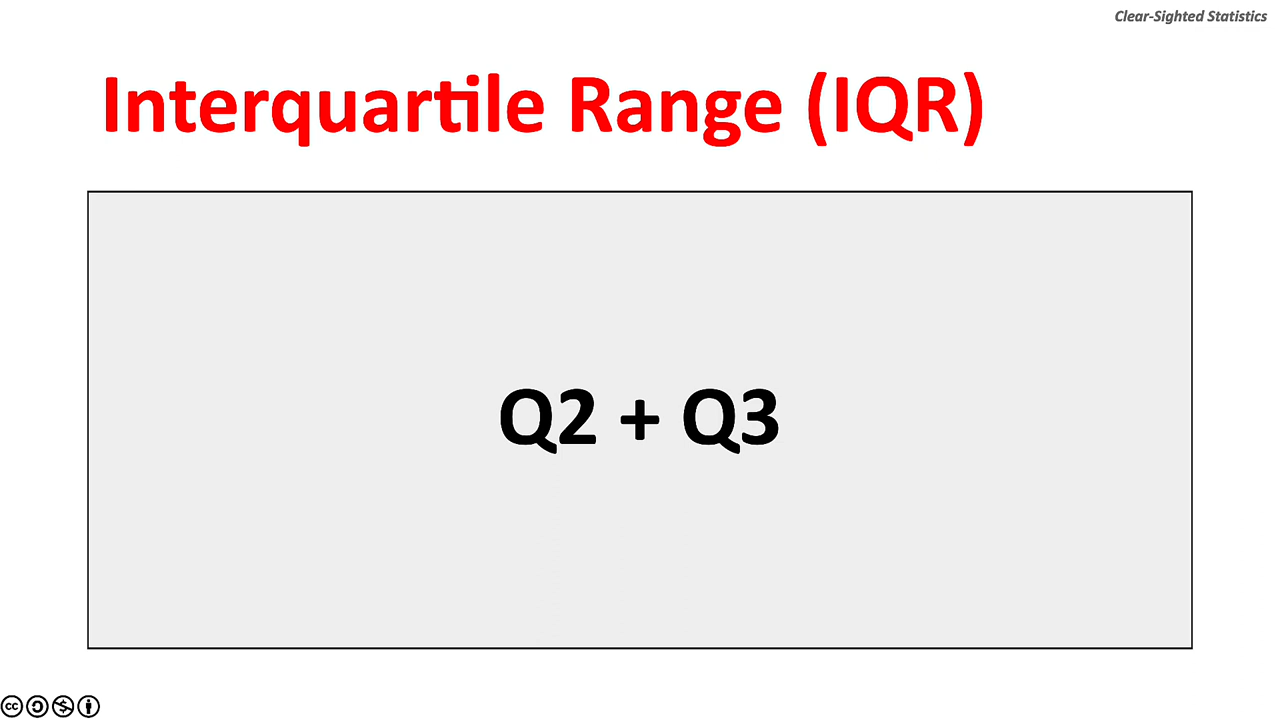 Clear-Sighted Statistics
Interquartile Range (IQR)
Q2 + Q3